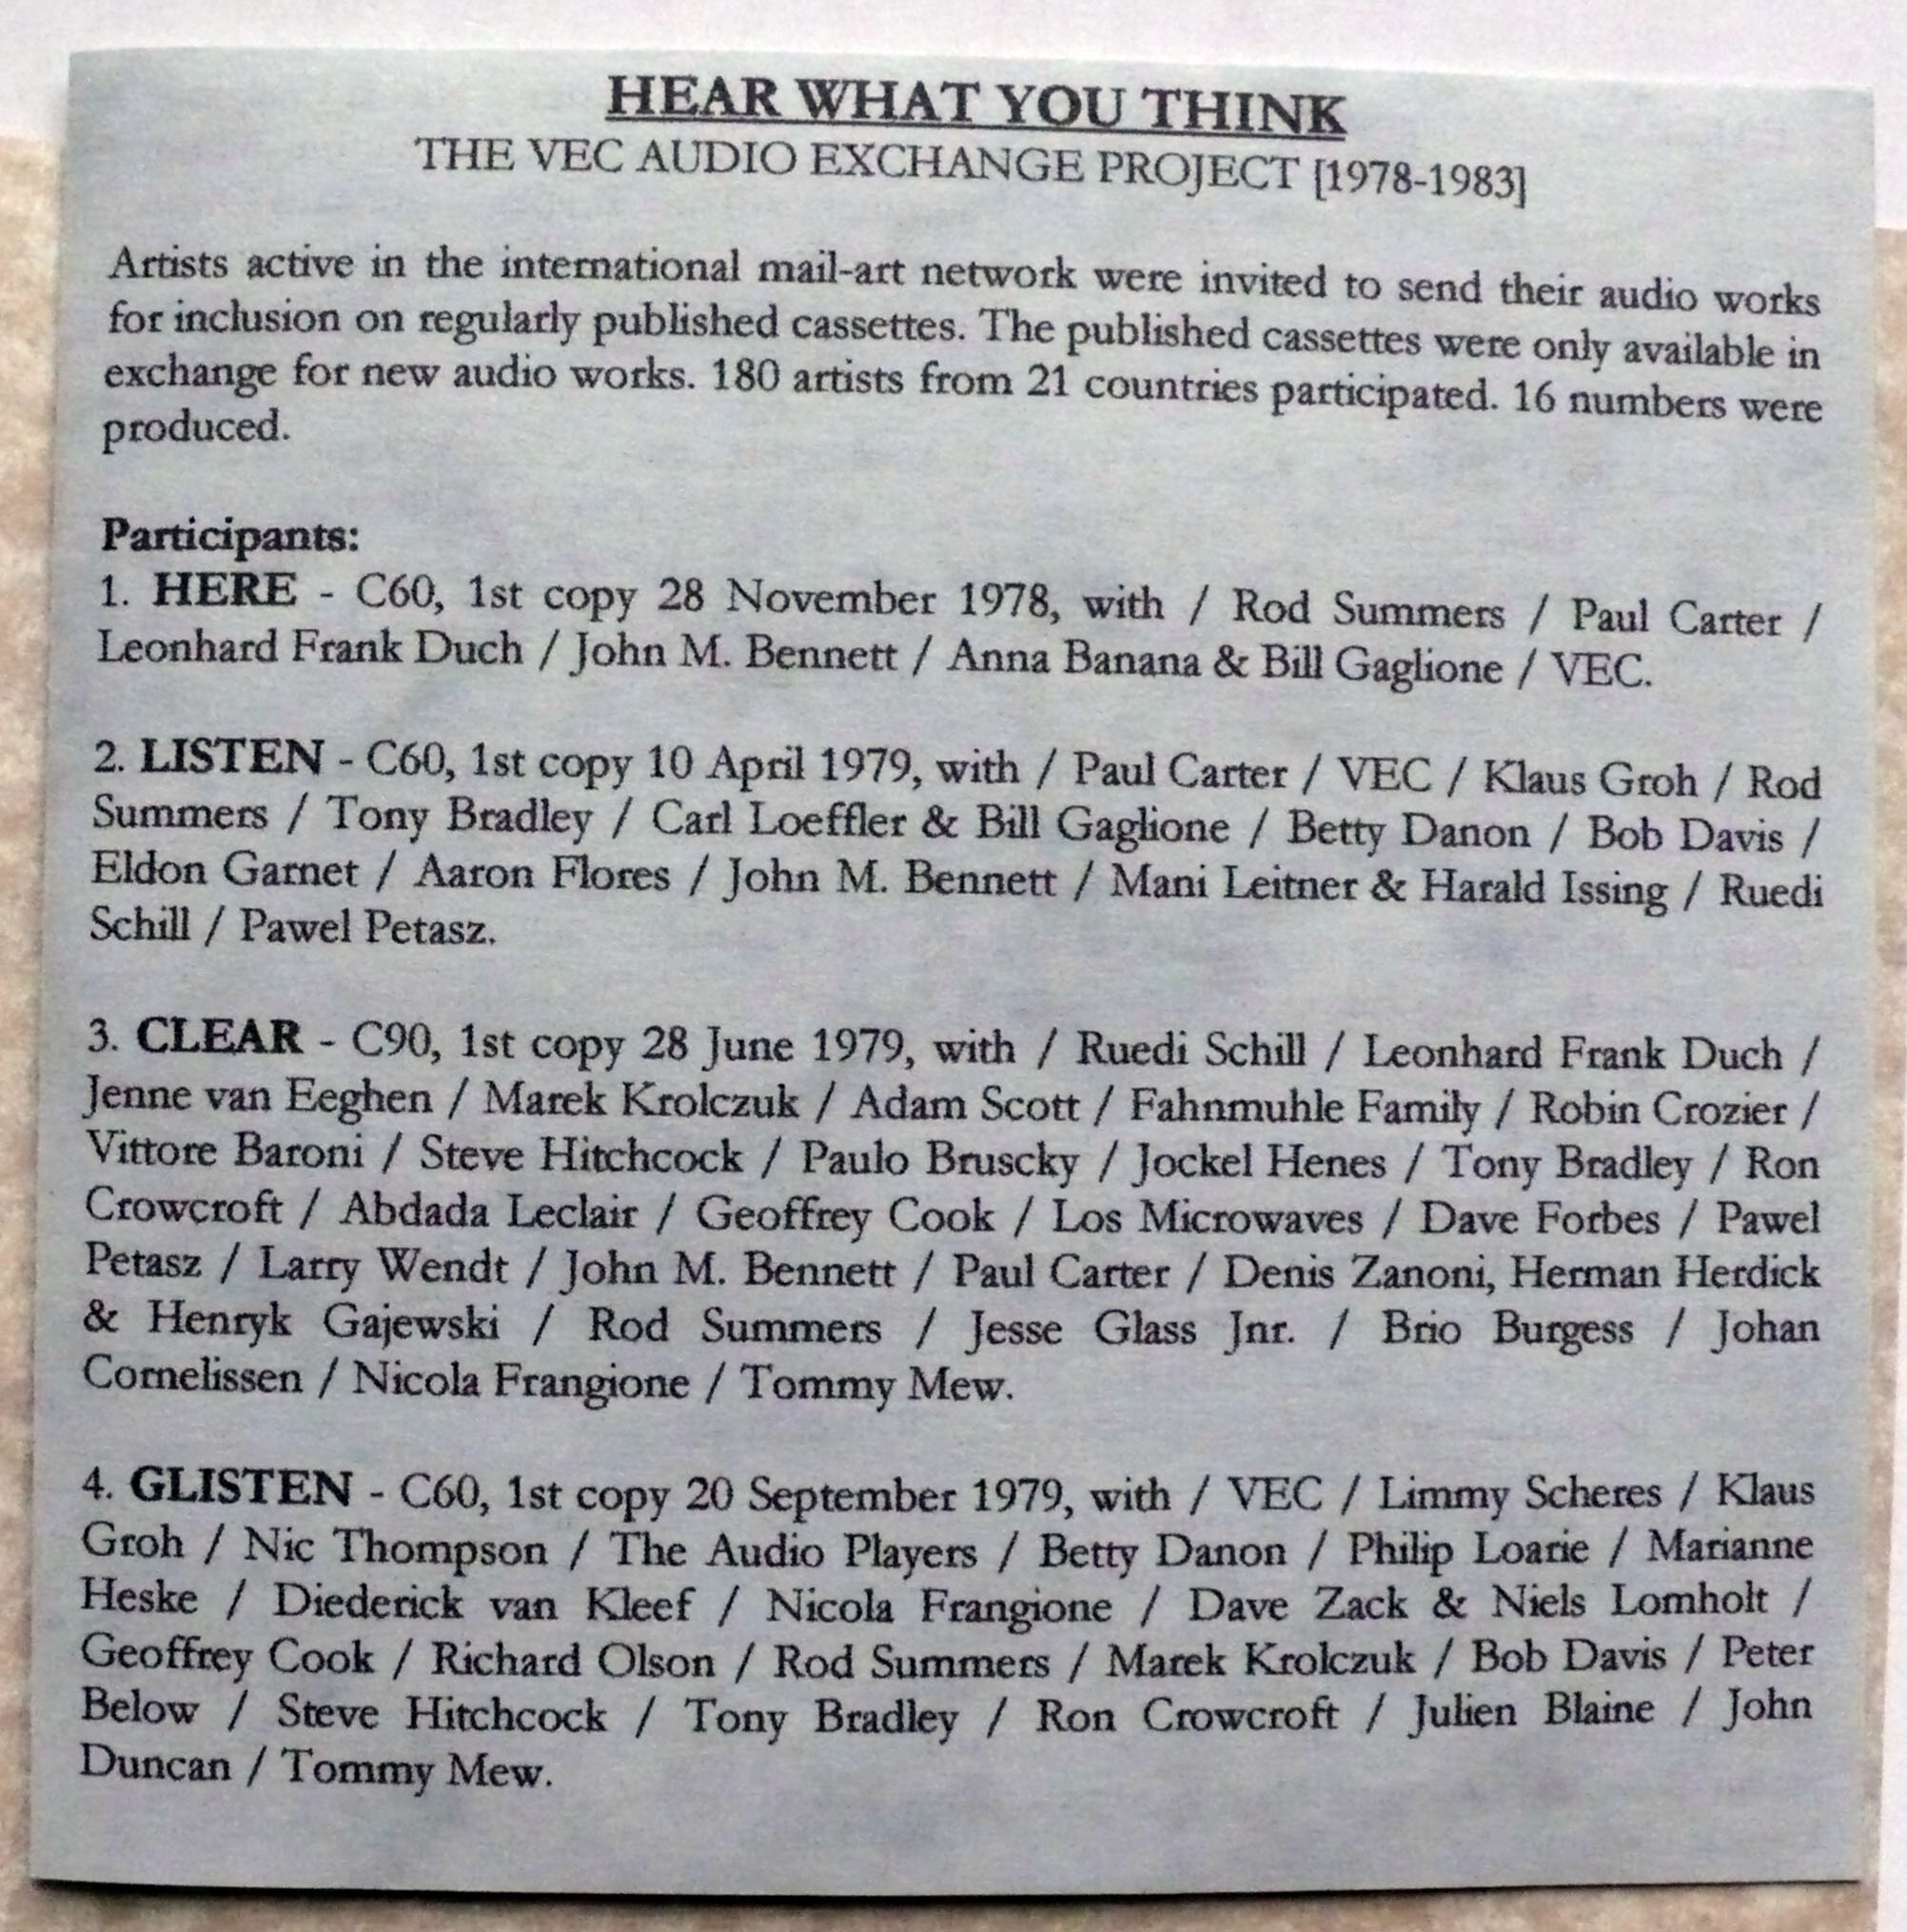 HEAR WHAT YOU THINK
THE VEC AUDIO EXCHANGE PROJECT [1978-1983]
Artists active in the international mail-art network were invited to send their audio works
for inclusion on regularly published cassettes. The published cassettes were only available in
exchange for new audio works. 180 artists from 21 countries participated. 16 numbers were
produced.
Participants:
1. HERE - C60, 1st copy 28 November 1978, with / Rod Summers / Paul Carter /
Leonhard Frank Duch / John M. Bennett / Anna Banana & Bill Gaglione / VEC.
2. LISTEN - C60, 1st copy 10 April 1979, with / Paul Carter / VEC / Klaus Groh / Rod
Summers / Tony Bradley / Carl Loeffler & Bill Gaglione / Betty Danon / Bob Davis /
Eldon Garnet / Aaron Flores / John M. Bennett / Mani Leitner & Harald Issing / Ruedi
Schill / Pawel Petasz.
3. CLEAR - C90, 1st copy 28 June 1979, with / Ruedi Schill / Leonhard Frank Duch /
Jenne van Eeghen / Marek Krolczuk / Adam Scott / Fahnmuhle Family / Robin Crozier /
Vittore Baroni / Steve Hitchcock / Paulo Bruscky / Jockel Henes / Tony Bradley / Ron
Crowcroft / Abdada Leclair / Geoffrey Cook / Los Microwaves / Dave Forbes / Pawel
Petasz / Larry Wendt / John M. Bennett / Paul Carter / Denis Zanoni, Herman Herdick
& Henryk Gajewski / Rod Summers / Jesse Glass Jnr. / Brio Burgess / Johan
Cornelissen / Nicola Frangione / Tommy Mew.
4. GLISTEN - C60, 1st copy 20 September 1979, with / VEC / Limmy Scheres / Klaus
Groh / Nic Thompson / The Audio Players / Betty Danon / Philip Loarie / Marianne
Heske / Diederick van Kleef / Nicola Frangione / Dave Zack & Niels Lomholt /
Geoffrey Cook / Richard Olson / Rod Summers / Marek Krolczuk / Bob Davis / Peter
Below / Steve Hitchcock / Tony Bradley / Ron Crowcroft / Julien Blaine / John
Duncan / Tommy Mew.